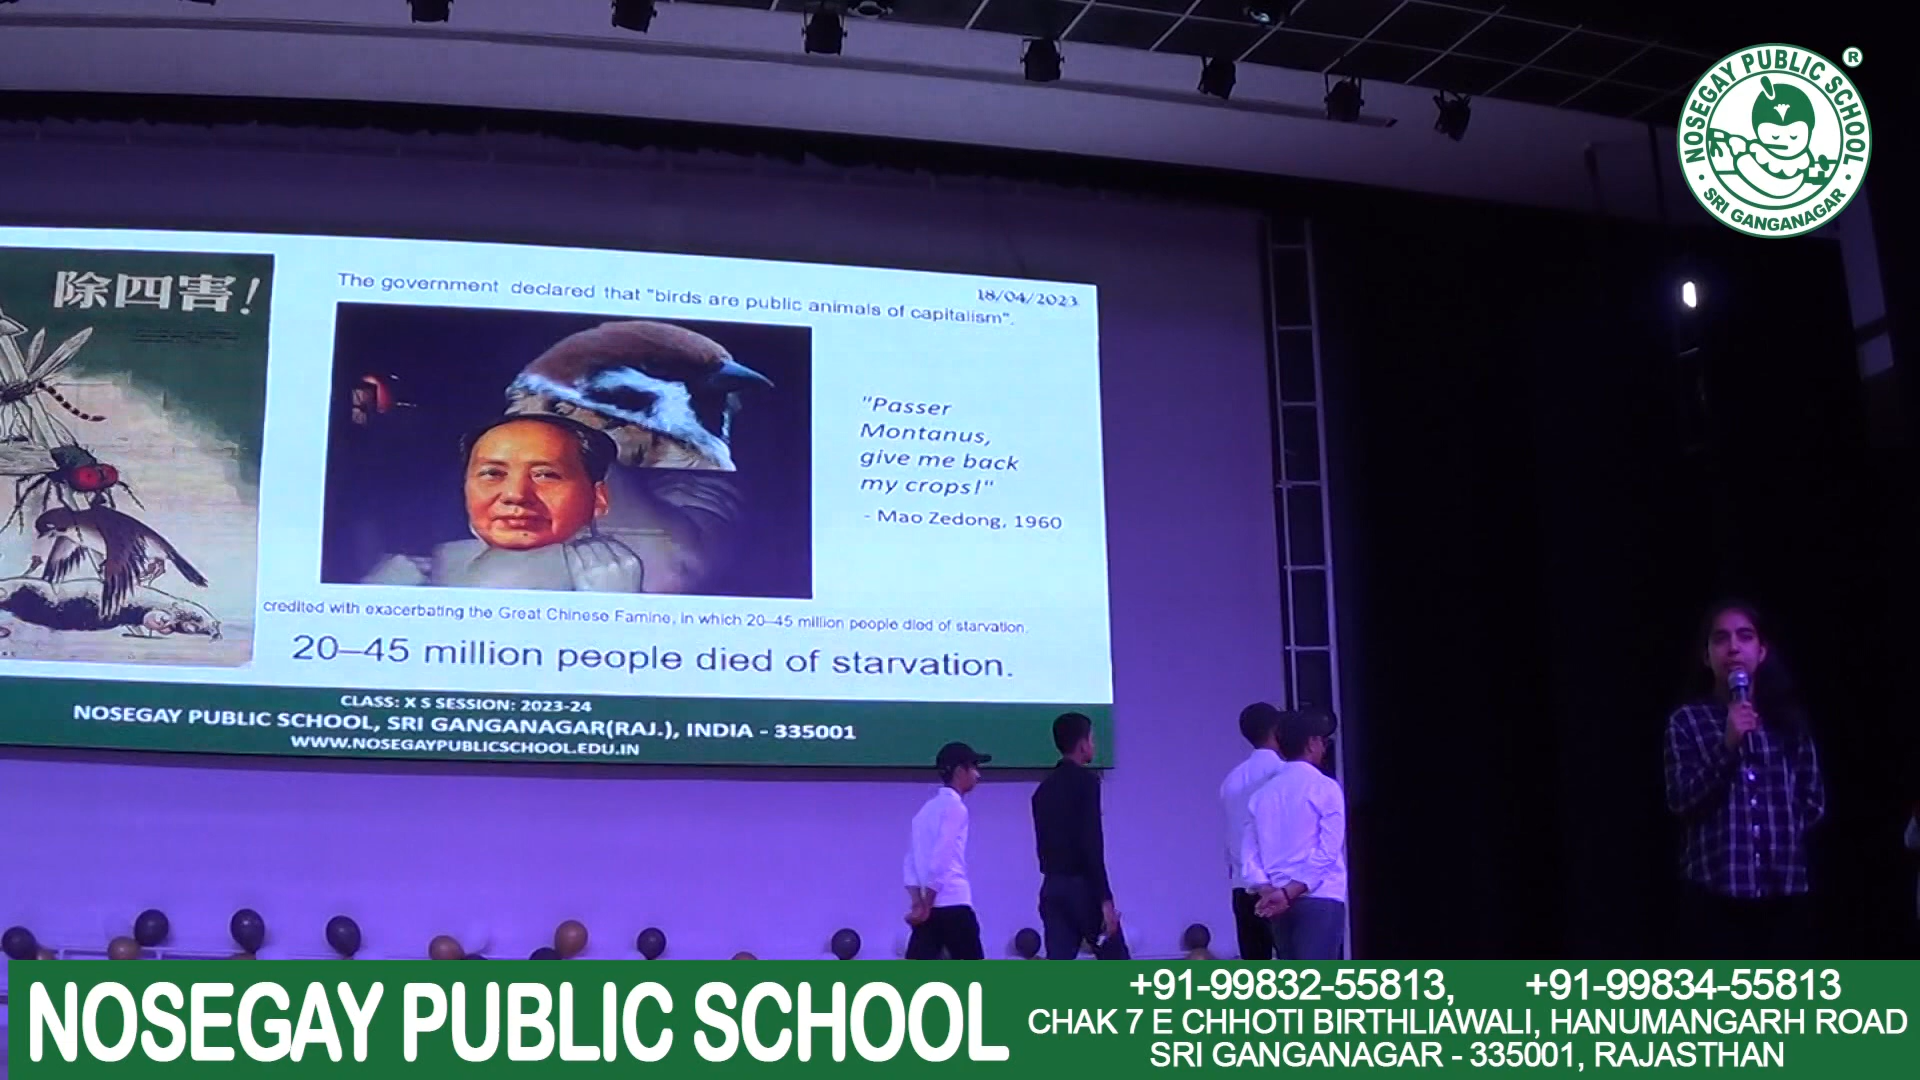 NOSEGAY PUBLIC SCHOOL
®
SRI GANGANAGAR
除四害!
The government declared that "birds are public animals of capitalism".
18/04/2023
"Passer
Montanus,
give me back
my crops!"
- Mao Zedong, 1960
credited with exacerbating the Great Chinese Famine, in which 20–45 million people died of starvation.
20–45 million people died of starvation.
CLASS: X S SESSION: 2023-24
NOSEGAY PUBLIC SCHOOL, SRI GANGANAGAR(RAJ.), INDIA - 335001
WWW.NOSEGAYPUBLICSCHOOL.EDU.IN
NOSEGAY PUBLIC SCHOOL
+91-99832-55813, +91-99834-55813
CHAK 7 E CHHOTI BIRTHLIAWALI, HANUMANGARH ROAD
SRI GANGANAGAR - 335001, RAJASTHAN